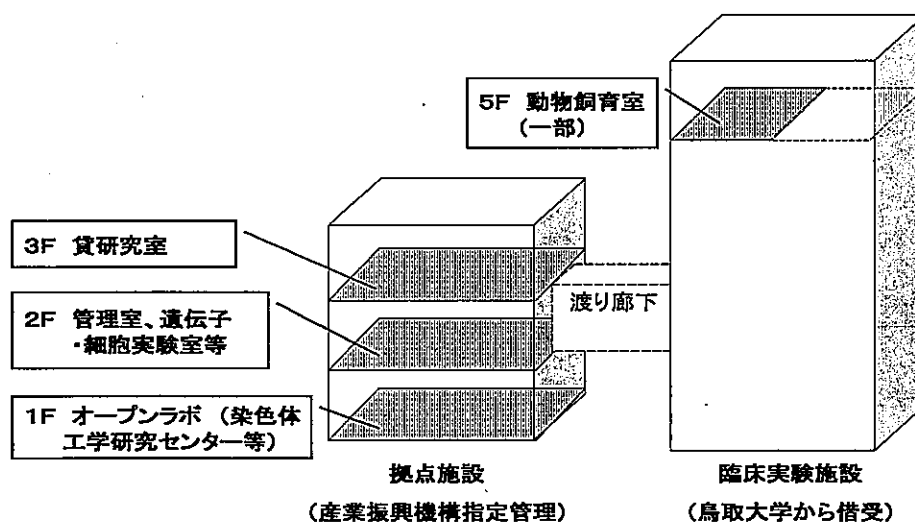 5F 動物飼育室
(一部)
3F 貸研究室
2F 管理室、遺伝子
・細胞実験室等
渡り廊下
1F オープンラボ (染色体
工学研究センター等)
拠点施設
(産業振興機構指定管理)
臨床実験施設
(鳥取大学から借受)